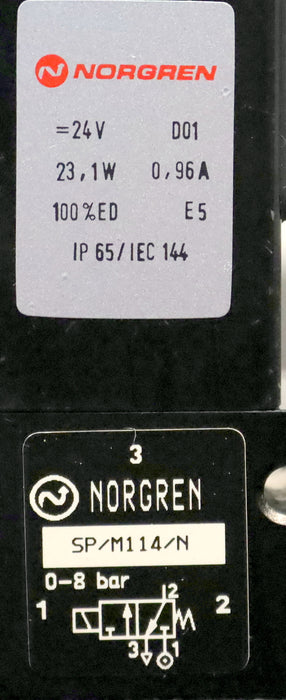 NORGREN
=24V D01
23,1W 0,96A
100%ED E5
IP 65/IEC 144
3
NORGREN
SP/M114/N
0-8 bar
1 2
2
3 1